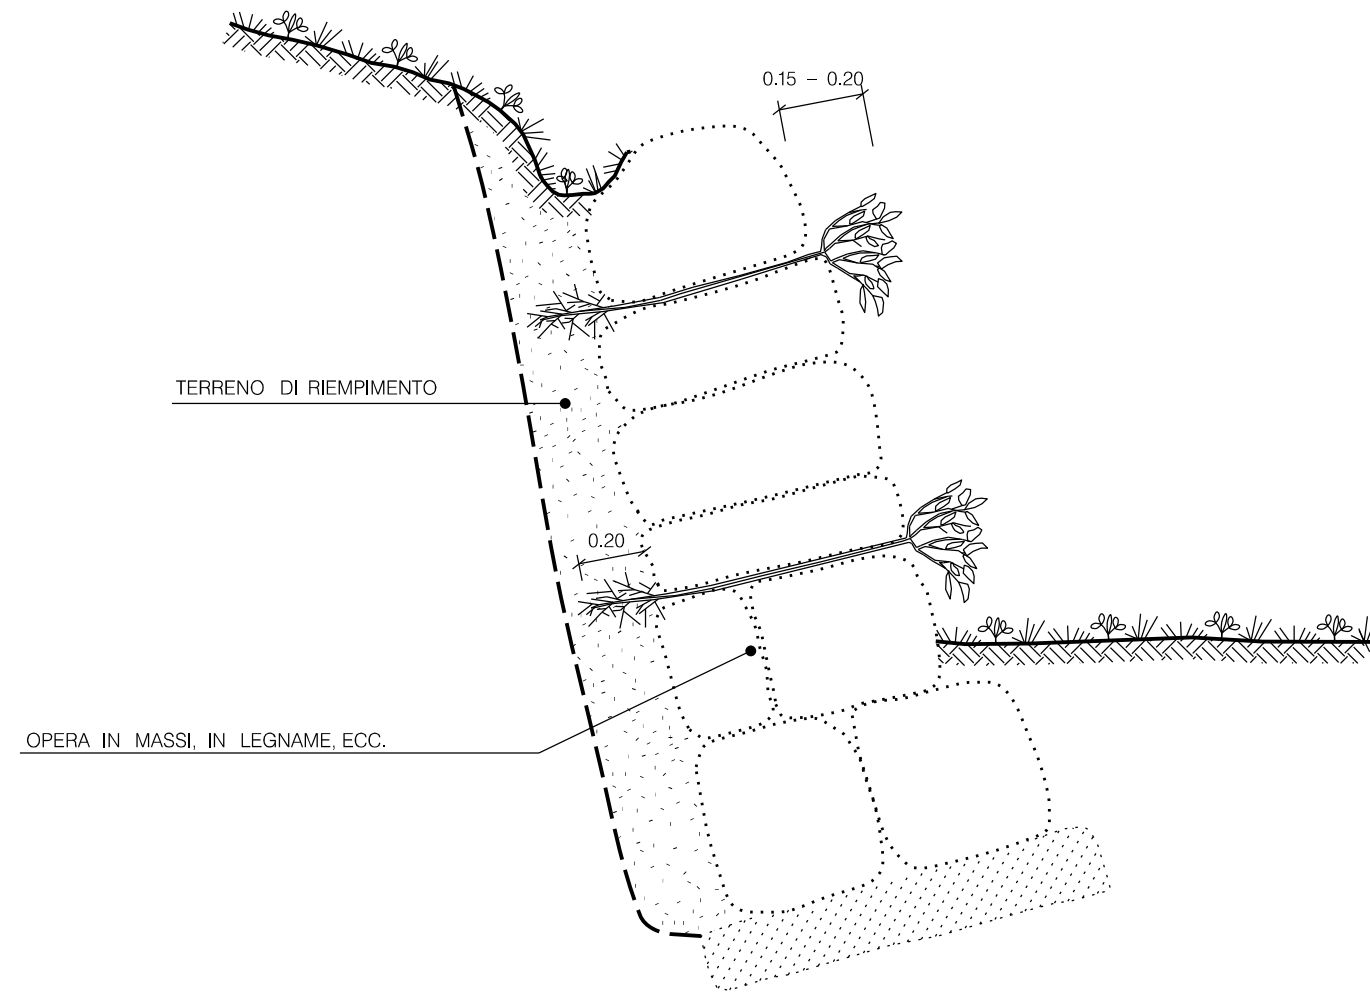 0.15 - 0.20
TERRENO DI RIEMPIMENTO
0.20
OPERA IN MASSI, IN LEGNAME, ECC.